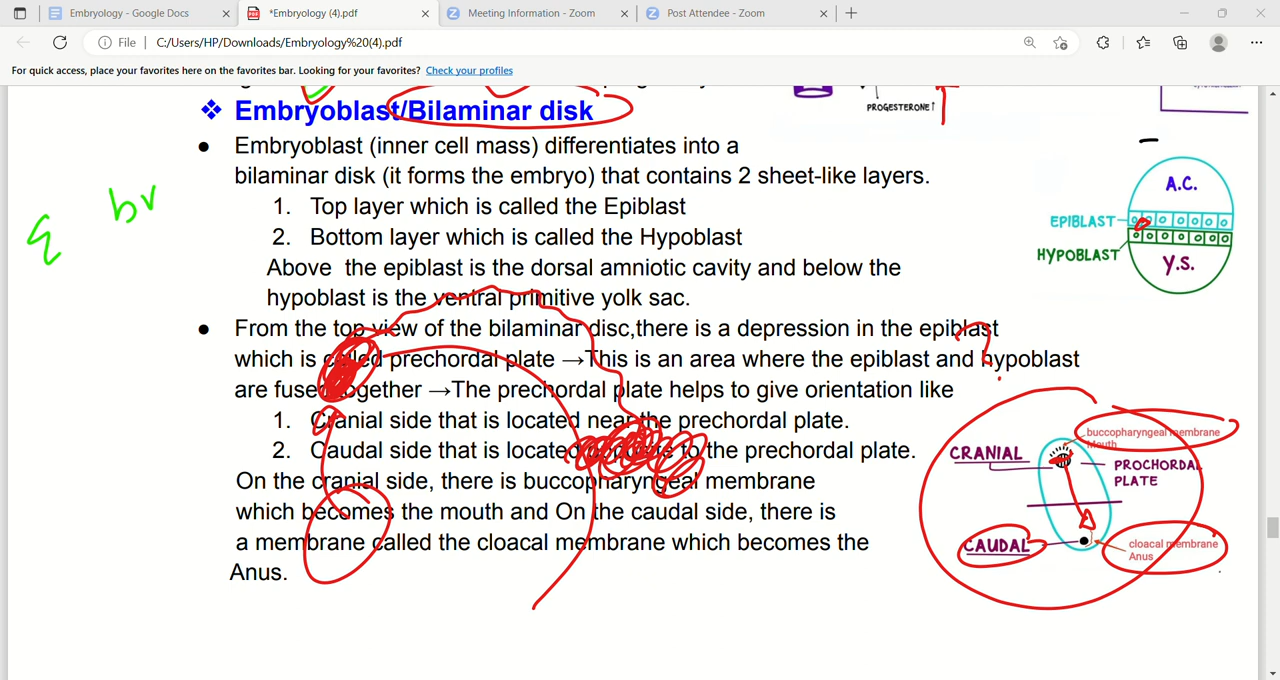 Embryology - Google Docs
*Embryology (4).pdf
Meeting Information - Zoom
Post Attendee - Zoom
File
C:/Users/HP/Downloads/Embryology%20(4).pdf
For quick access, place your favorites here on the favorites bar. Looking for your favorites? Check your profiles
PROGESTERONE↑
❖ Embryoblast/Bilaminar disk
● Embryoblast (inner cell mass) differentiates into a
bilaminar disk (it forms the embryo) that contains 2 sheet-like layers.
1. Top layer which is called the Epiblast
2. Bottom layer which is called the Hypoblast
Above the epiblast is the dorsal amniotic cavity and below the
hypoblast is the ventral primitive yolk sac.
● From the top view of the bilaminar disc,there is a depression in the epiblast
which is called prechordal plate →This is an area where the epiblast and hypoblast
are fused together →The prechordal plate helps to give orientation like
1. Cranial side that is located near the prechordal plate.
2. Caudal side that is located opposite to the prechordal plate.
On the cranial side, there is buccopharyngeal membrane
which becomes the mouth and On the caudal side, there is
a membrane called the cloacal membrane which becomes the
Anus.
br
A.C.
EPIBLAST
HYPOBLAST
Y.S.
?
buccopharyngeal membrane
Mouth
CRANIAL
PROCHORDAL
PLATE
CAUDAL
cloacal membrane
Anus